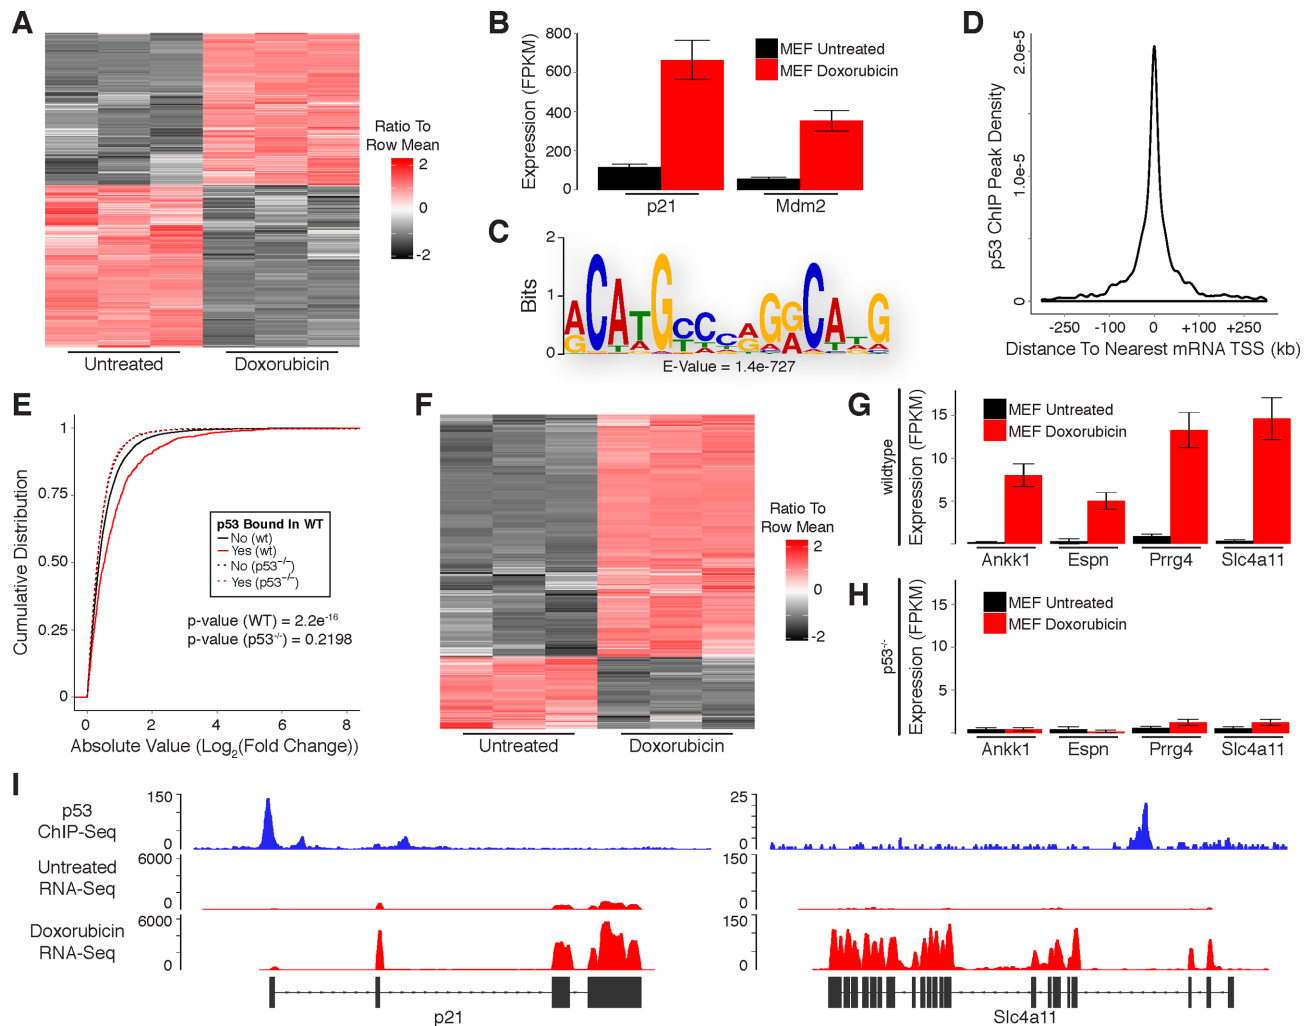 A
Ratio To
Row Mean
2
0
-2
Untreated
Doxorubicin
B
Expression (FPKM)
800
600
400
200
0
MEF Untreated
MEF Doxorubicin
p21
Mdm2
C
Bits
2
1
0
E-Value = 1.4e-727
D
p53 ChIP Peak Density
2.0e-5
1.0e-5
0
-250
-100
0
+100
+250
Distance To Nearest mRNA TSS (kb)
E
Cumulative Distribution
1
0.75
0.50
0.25
0
p53 Bound In WT
No (wt)
Yes (wt)
No (p53-/-)
Yes (p53-/-)
p-value (WT) = 2.2e-16
p-value (p53-/-) = 0.2198
0
2
4
6
8
Absolute Value (Log2(Fold Change))
F
Ratio To
Row Mean
2
0
-2
Untreated
Doxorubicin
G
wildtype
Expression (FPKM)
15
10
5
MEF Untreated
MEF Doxorubicin
Ankk1
Espn
Prrg4
Slc4a11
H
p53-/-
Expression (FPKM)
15
10
5
MEF Untreated
MEF Doxorubicin
Ankk1
Espn
Prrg4
Slc4a11
I
p53
ChIP-Seq
150
0
25
0
Untreated
RNA-Seq
6000
0
150
0
Doxorubicin
RNA-Seq
6000
0
150
0
p21
Slc4a11